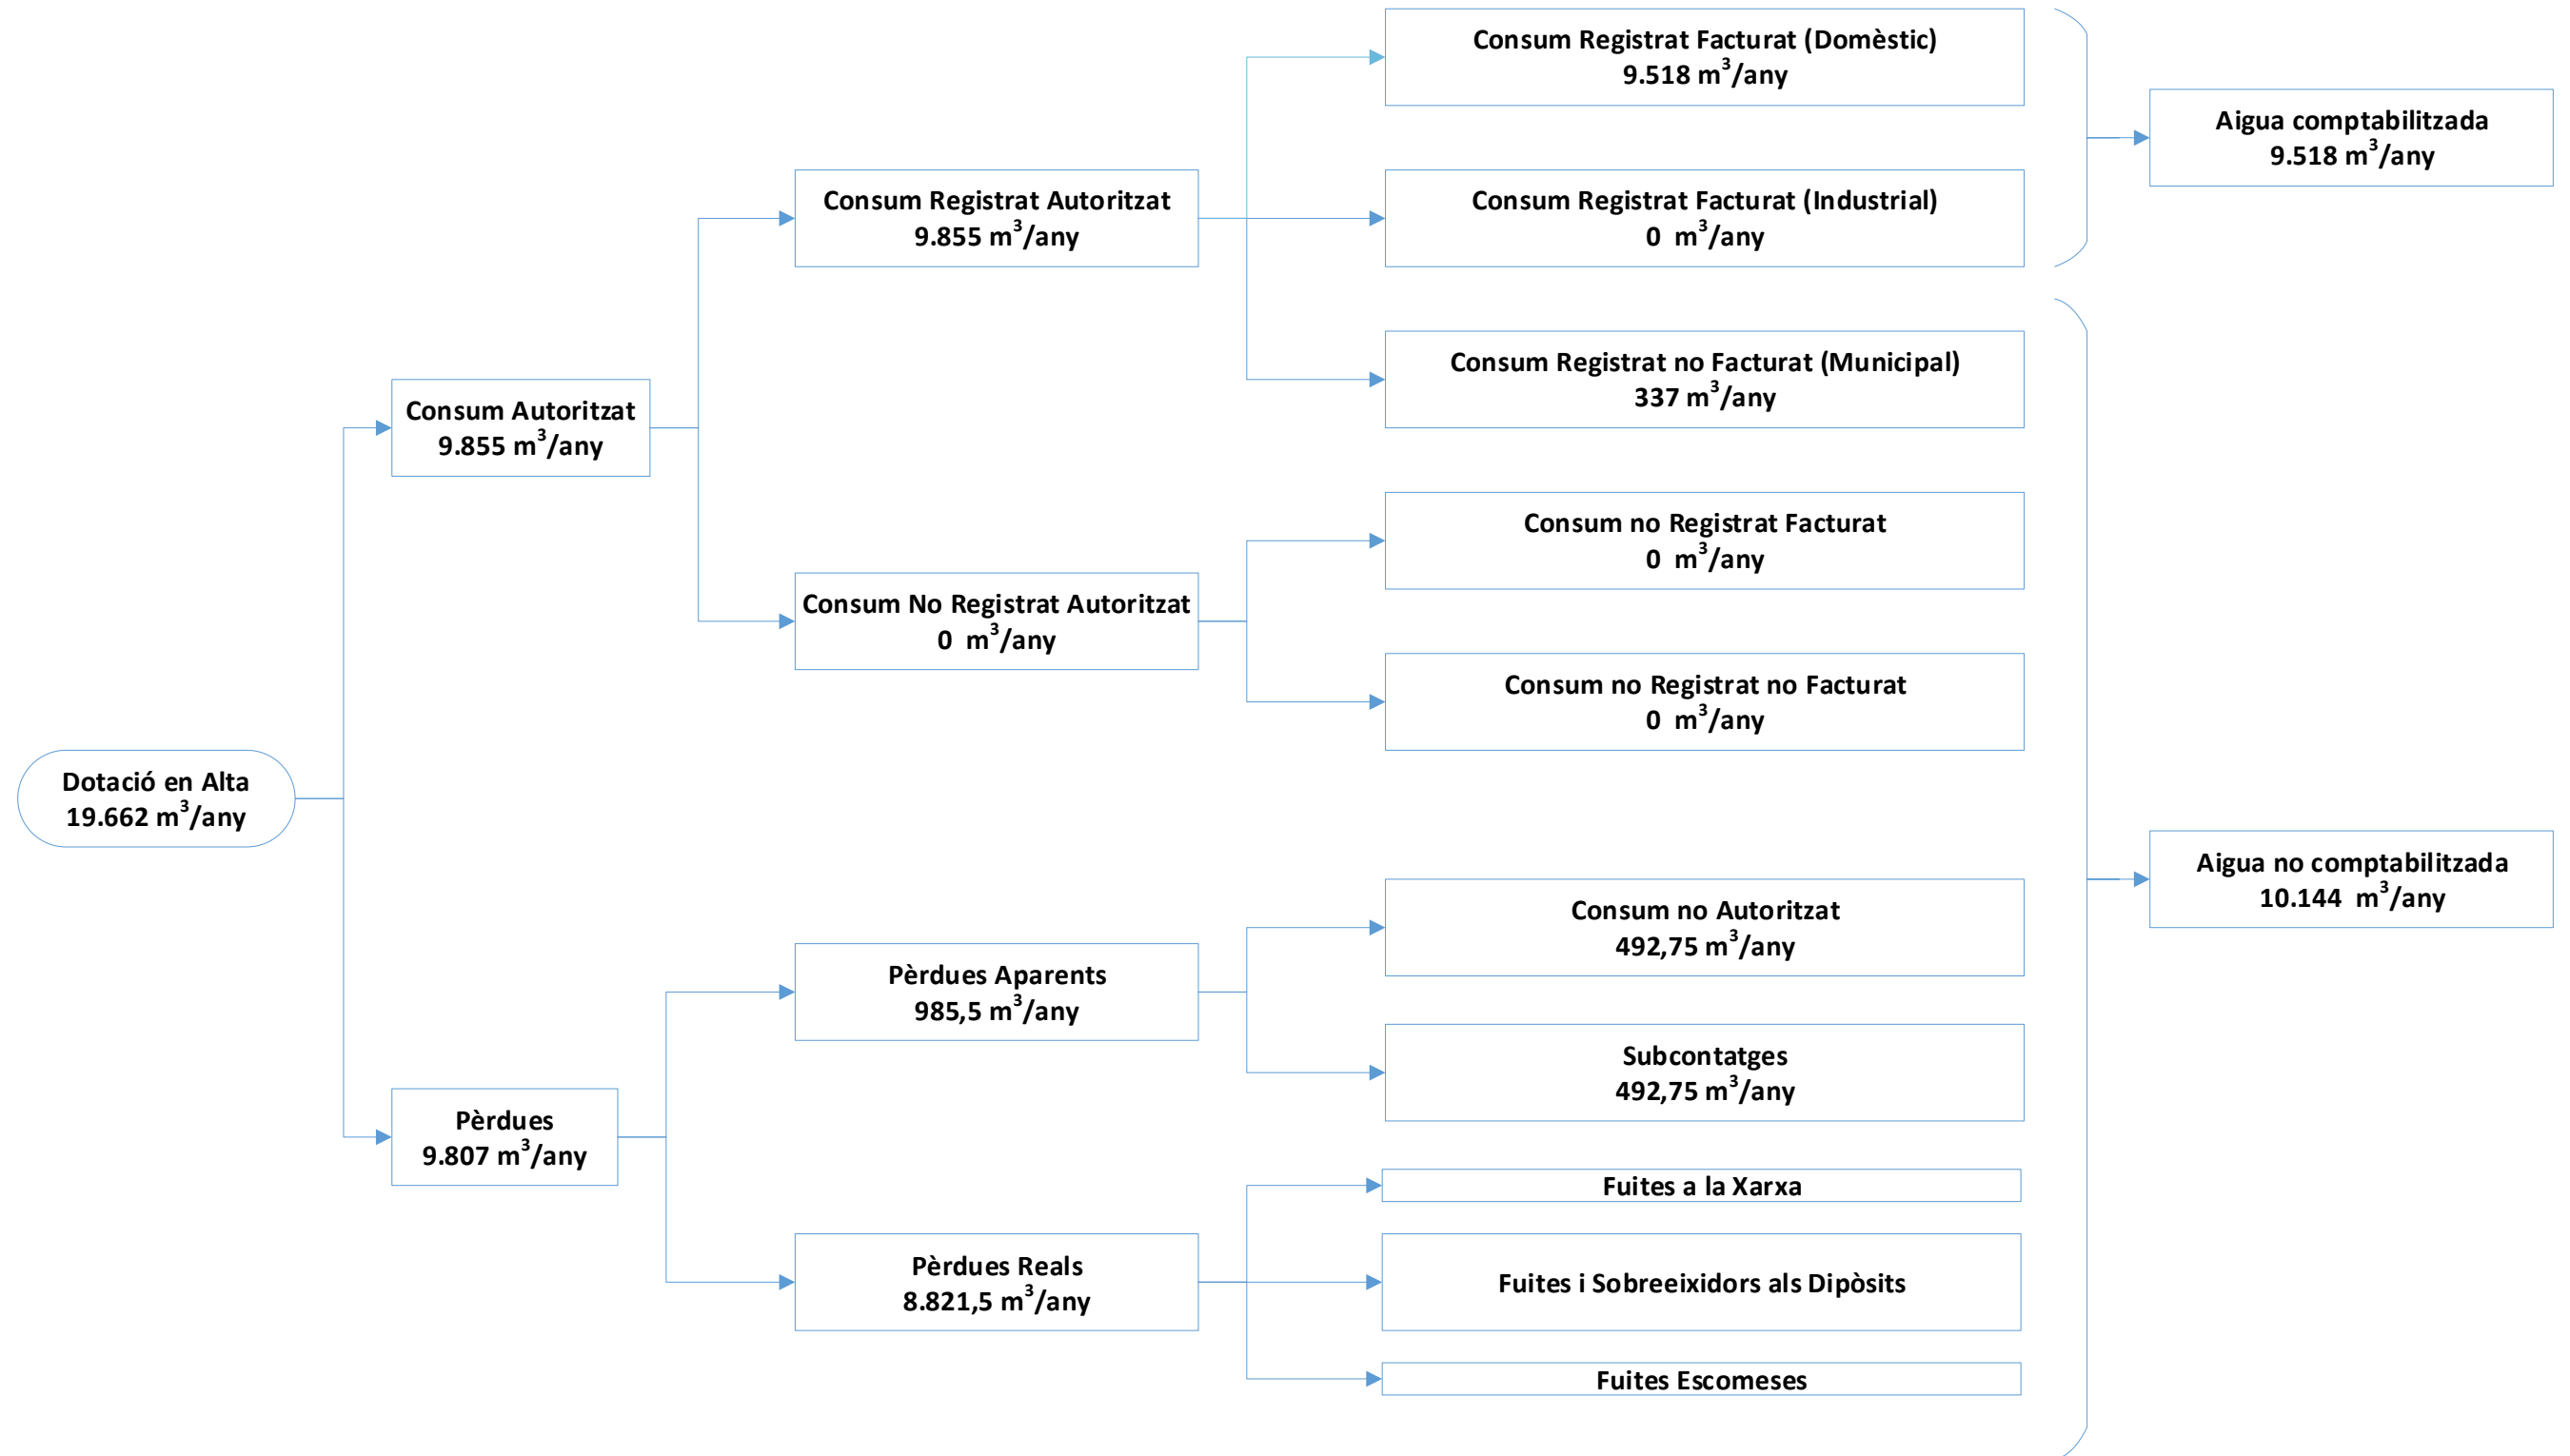 Consum Registrat Facturat (Domèstic)
9.518 m³/any
Aigua comptabilitzada
9.518 m³/any
Consum Registrat Autoritzat
9.855 m³/any
Consum Registrat Facturat (Industrial)
0 m³/any
Consum Registrat no Facturat (Municipal)
337 m³/any
Consum Autoritzat
9.855 m³/any
Consum no Registrat Facturat
0 m³/any
Consum No Registrat Autoritzat
0 m³/any
Consum no Registrat no Facturat
0 m³/any
Dotació en Alta
19.662 m³/any
Aigua no comptabilitzada
10.144 m³/any
Consum no Autoritzat
492,75 m³/any
Pèrdues Aparents
985,5 m³/any
Subcontatges
492,75 m³/any
Pèrdues
9.807 m³/any
Fuites a la Xarxa
Pèrdues Reals
8.821,5 m³/any
Fuites i Sobreeixidors als Dipòsits
Fuites Escomeses